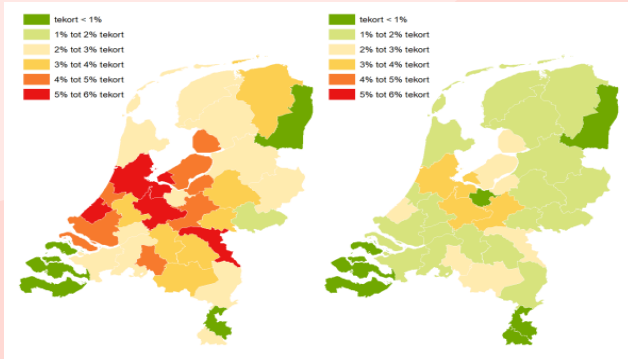 tekort < 1%
1% tot 2% tekort
2% tot 3% tekort
3% tot 4% tekort
4% tot 5% tekort
5% tot 6% tekort
tekort < 1%
1% tot 2% tekort
2% tot 3% tekort
3% tot 4% tekort
4% tot 5% tekort
5% tot 6% tekort